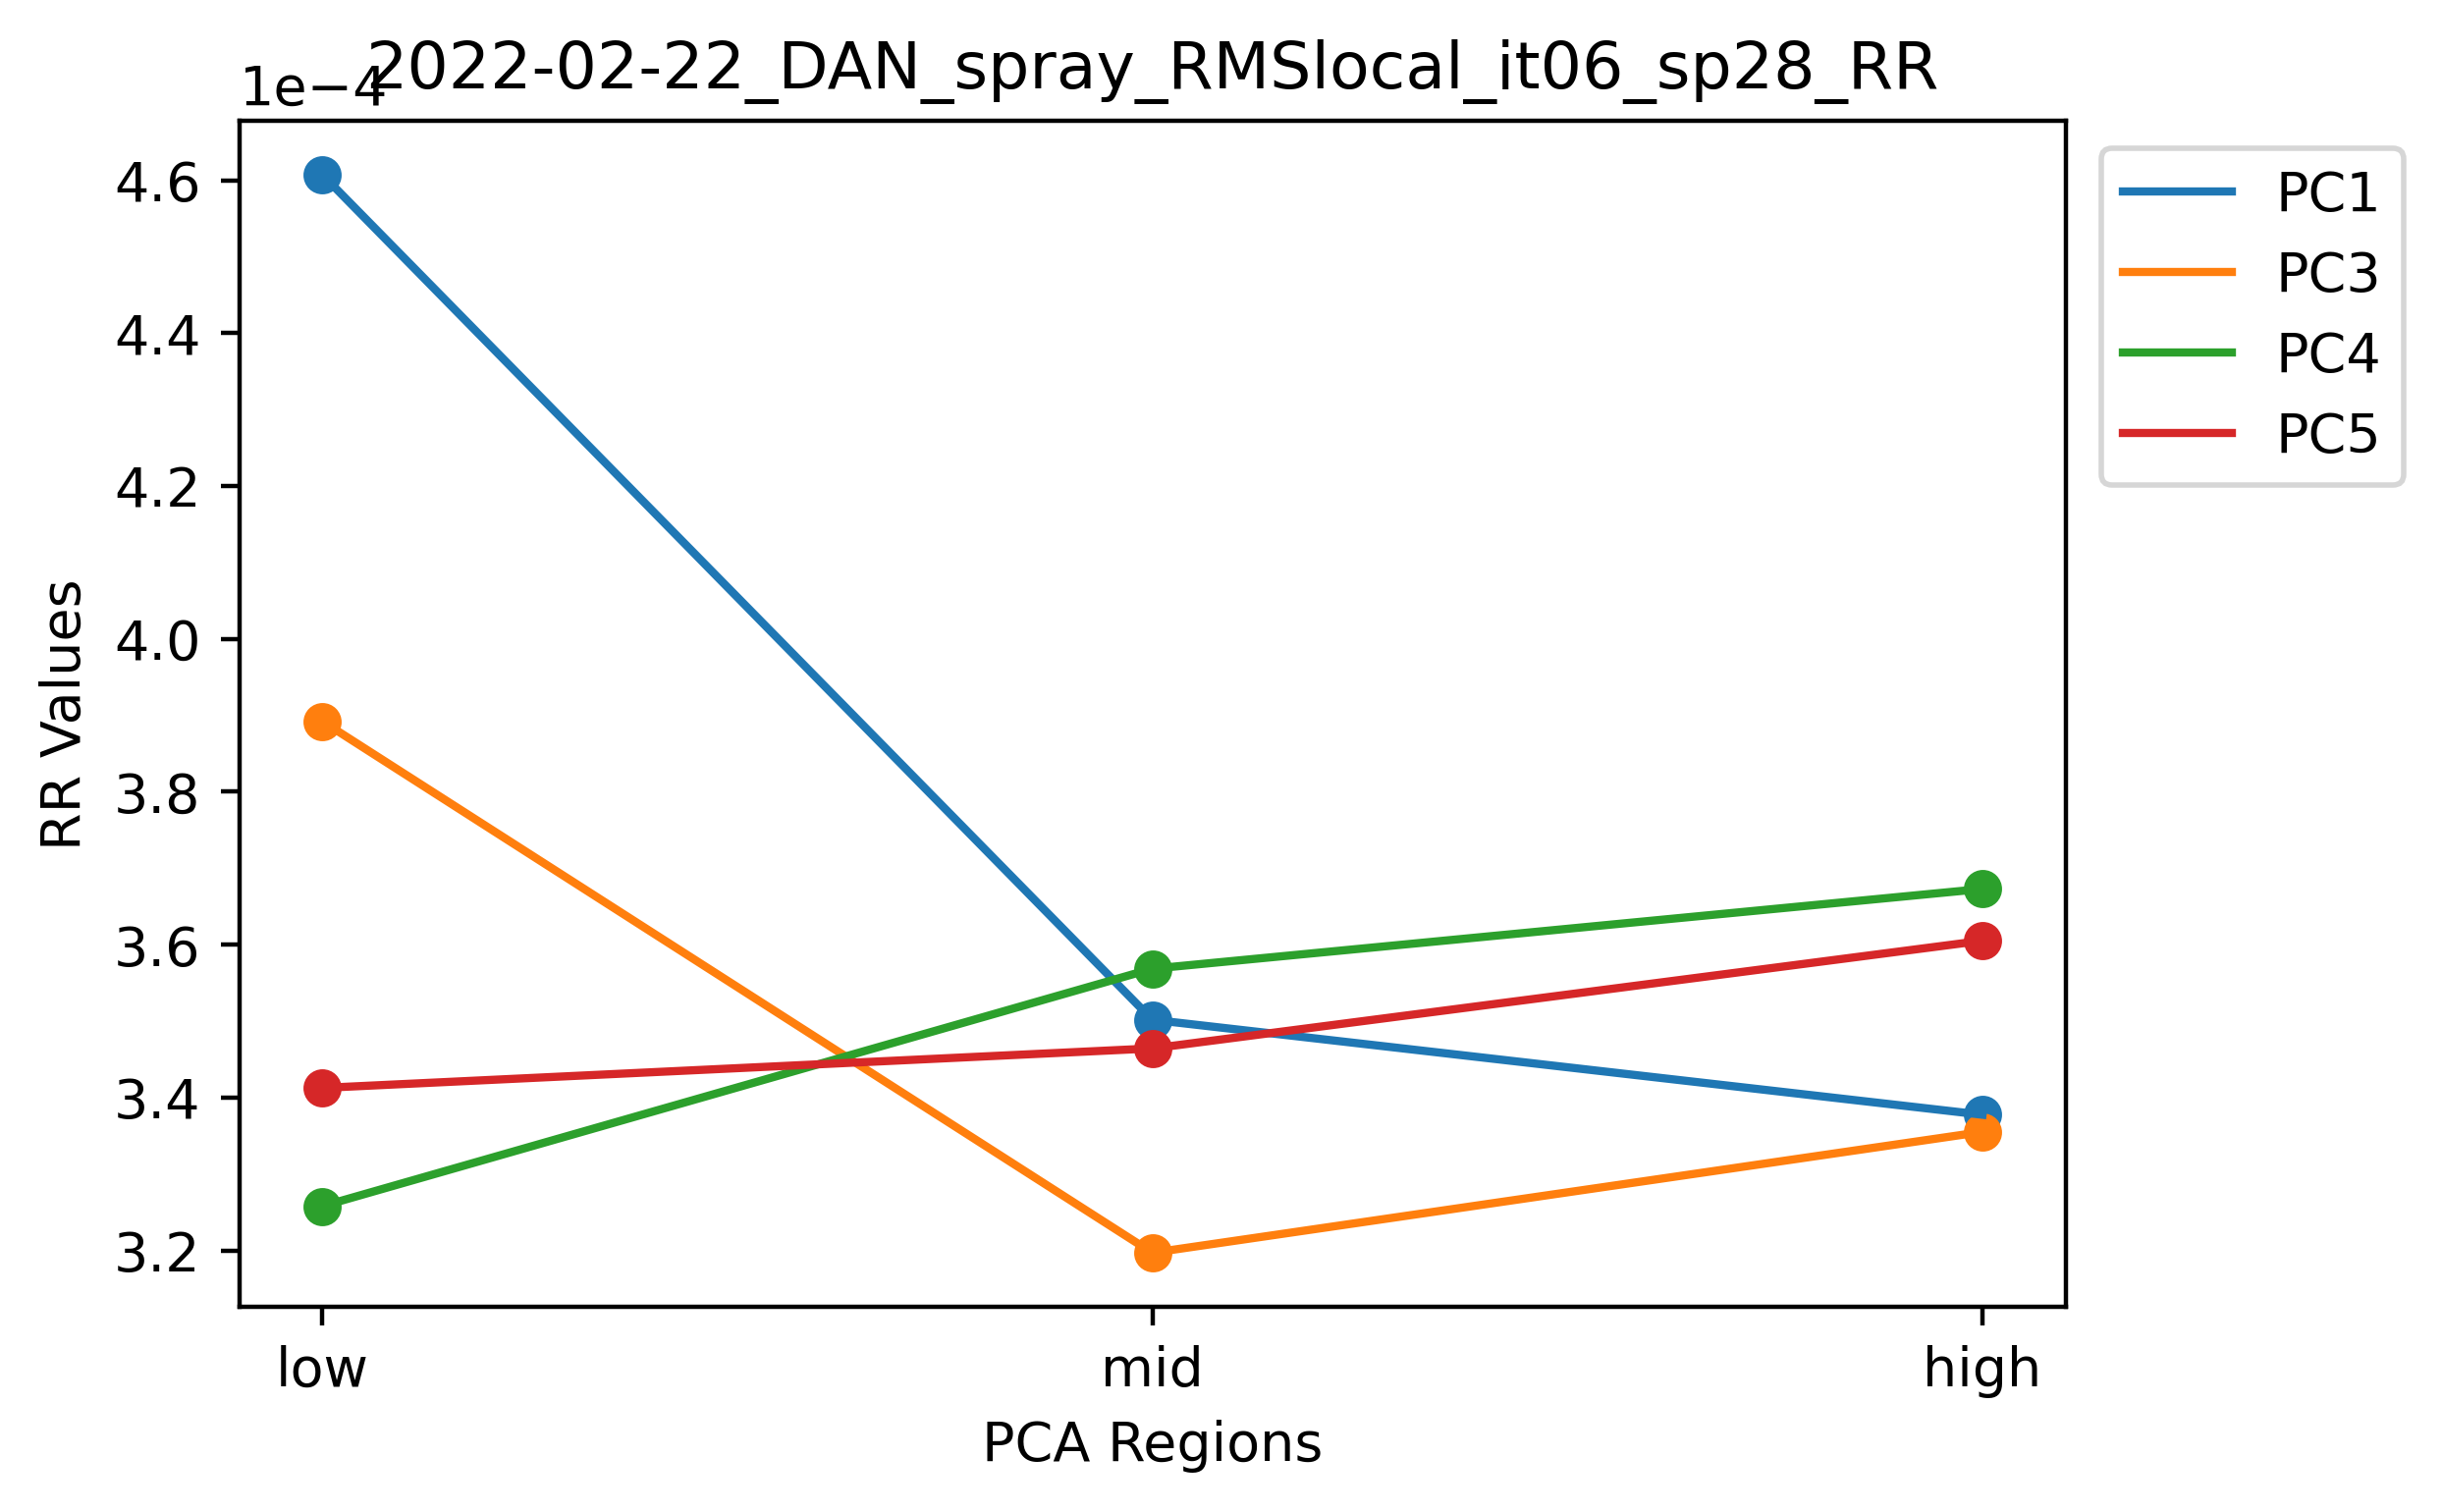 2022-02-22_DAN_spray_RMSlocal_it06_sp28_RR
1e−4
4.6
4.4
4.2
4.0
3.8
3.6
3.4
3.2
RR Values
low
mid
high
PCA Regions
PC1
PC3
PC4
PC5